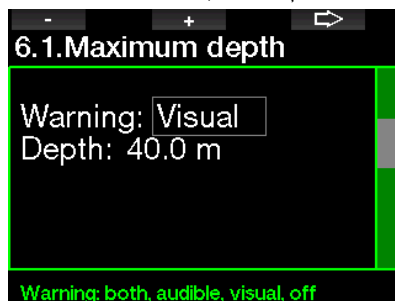 - +
6.1.Maximum depth
Warning: Visual
Depth: 40.0 m
Warning: both, audible, visual, off